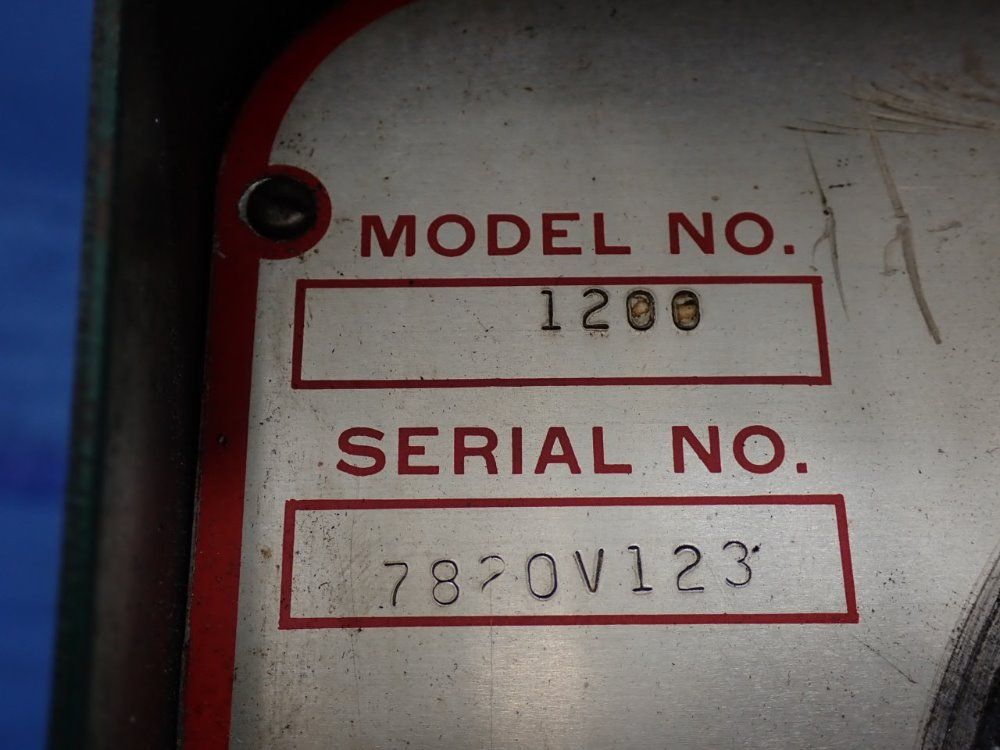 MODEL NO.
1200
SERIAL NO.
7820V123